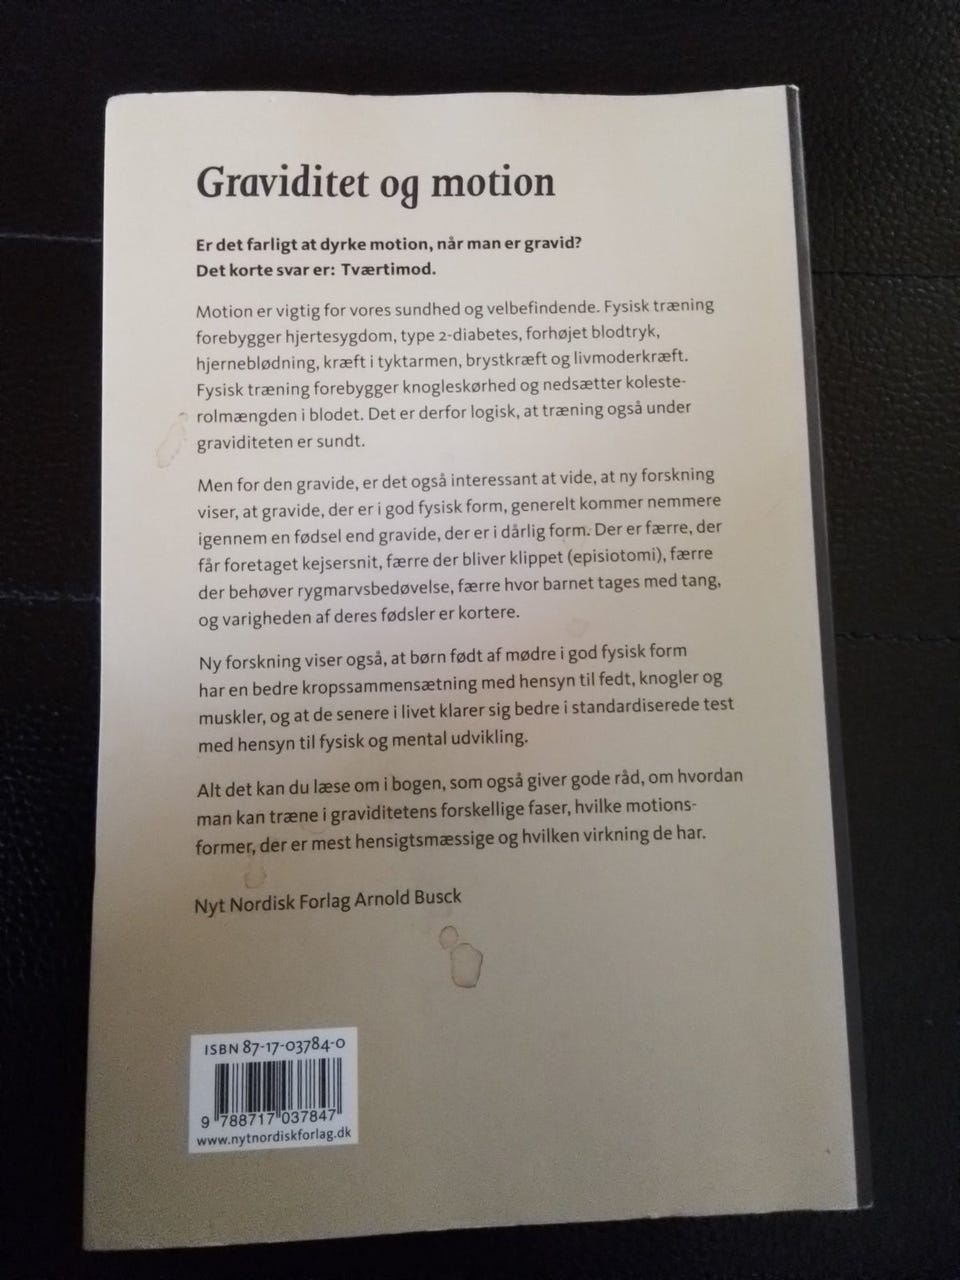 Graviditet og motion
Er det farligt at dyrke motion, når man er gravid?
Det korte svar er: Tværtimod.
Motion er vigtig for vores sundhed og velbefindende. Fysisk træning
forebygger hjertesygdom, type 2-diabetes, forhøjet blodtryk,
hjerneblødning, kræft i tyktarmen, brystkræft og livmoderkræft.
Fysisk træning forebygger knogleskørhed og nedsætter koleste-
rolmængden i blodet. Det er derfor logisk, at træning også under
graviditeten er sundt.
Men for den gravide, er det også interessant at vide, at ny forskning
viser, at gravide, der er i god fysisk form, generelt kommer nemmere
igennem en fødsel end gravide, der er i dårlig form. Der er færre, der
får foretaget kejsersnit, færre der bliver klippet (episiotomi), færre
der behøver rygmarvsbedøvelse, færre hvor barnet tages med tang,
og varigheden af deres fødsler er kortere.
Ny forskning viser også, at børn født af mødre i god fysisk form
har en bedre kropssammensætning med hensyn til fedt, knogler og
muskler, og at de senere i livet klarer sig bedre i standardiserede test
med hensyn til fysisk og mental udvikling.
Alt det kan du læse om i bogen, som også giver gode råd, om hvordan
man kan træne i graviditetens forskellige faser, hvilke motions-
former, der er mest hensigtsmæssige og hvilken virkning de har.
Nyt Nordisk Forlag Arnold Busck
ISBN 87-17-03784-0
9 788717 037847
www.nytnordiskforlag.dk